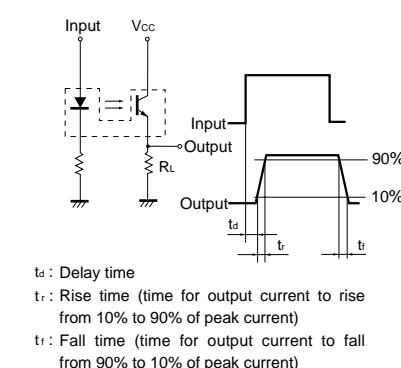 Input Vcc
Input
Output
RL
90%
10%
Output
td
tr
tf
td : Delay time
tr : Rise time (time for output current to rise
from 10% to 90% of peak current)
tf : Fall time (time for output current to fall
from 90% to 10% of peak current)